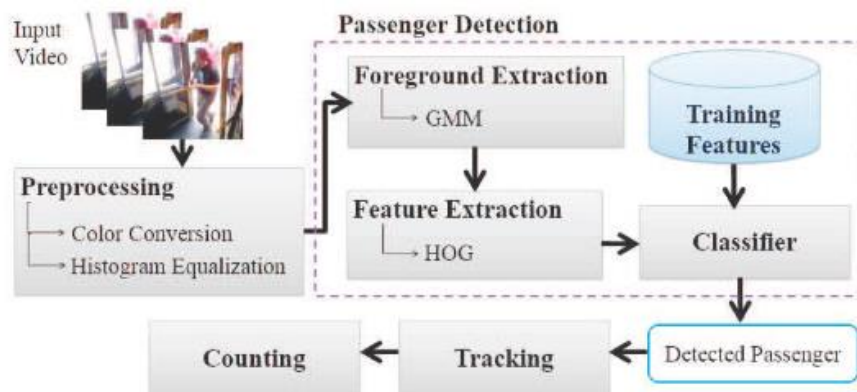 Input
Video
Passenger Detection
Foreground Extraction
GMM
Training
Features
Preprocessing
Color Conversion
Histogram Equalization
Feature Extraction
HOG
Classifier
Counting
Tracking
Detected Passenger